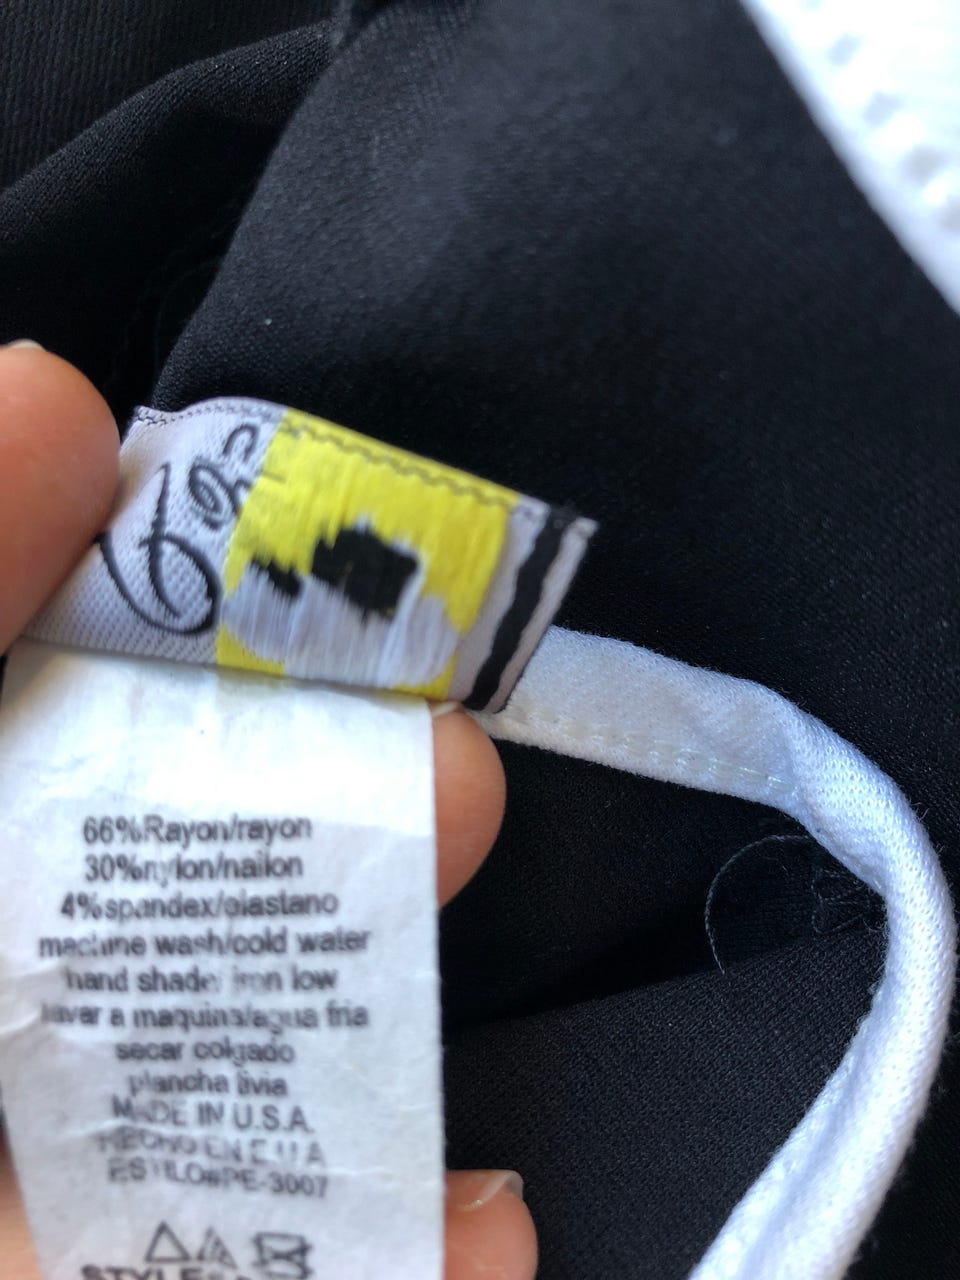 66%Rayon/rayon
30%nylon/nailon
4%spandex/elastano
machine wash/cold water
hand shade iron low
lavar a maquina/agua fria
secar colgado
plancha livia
MADE IN U.S.A.
HECHO EN E.U.A
ESTILO#PE-3007